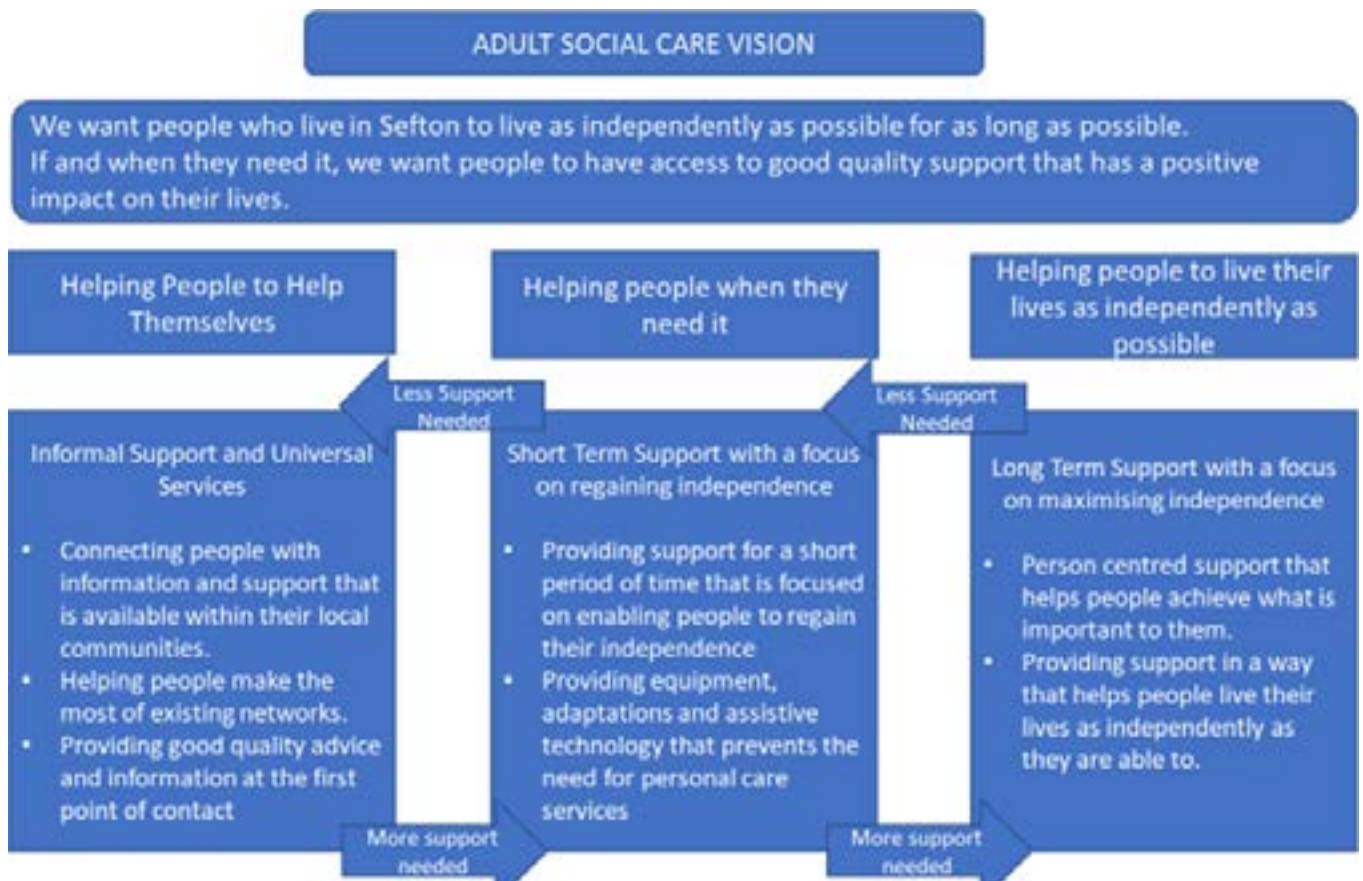 ADULT SOCIAL CARE VISION
We want people who live in Sefton to live as independently as possible for as long as possible.
If and when they need it, we want people to have access to good quality support that has a positive
impact on their lives.
Helping People to Help
Themselves
Helping people when they
need it
Helping people to live their
lives as independently as
possible
Less Support
Needed
Less Support
Needed
Informal Support and Universal
Services
• Connecting people with
information and support that
is available within their local
communities.
• Helping people make the
most of existing networks.
• Providing good quality advice
and information at the first
point of contact
Short Term Support with a focus
on regaining independence
• Providing support for a short
period of time that is focused
on enabling people to regain
their independence
• Providing equipment,
adaptations and assistive
technology that prevents the
need for personal care
services
Long Term Support with a focus
on maximising independence
• Person centred support that
helps people achieve what is
important to them.
• Providing support in a way
that helps people live their
lives as independently as
they are able to.
More support
needed
More support
needed